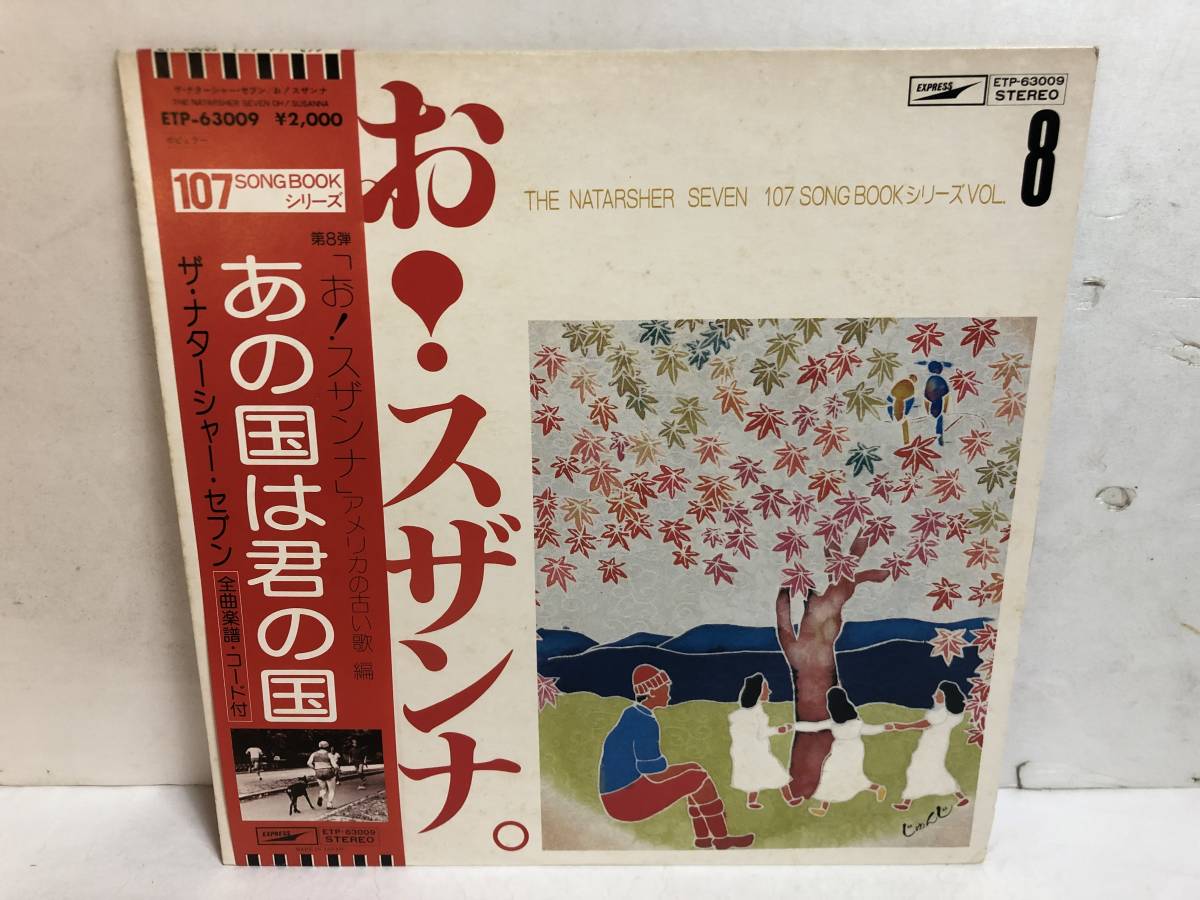 ザ・ナターシャー・セブン/お!スザンナ
THE NATARSHER SEVEN OH! SUSANNA
ETP-63009 ¥2,000
ポピュラー
107 SONG BOOK
シリーズ
第8弾
「お!スザンナ」アメリカの古い歌 編
あの国は君の国
ザ・ナターシャー・セブン
全曲楽譜・コード付
EXPRESS
ETP-63009
STEREO
MADE IN JAPAN
お!スザンナ。
THE NATARSHER SEVEN 107 SONG BOOKシリーズVOL. 8
EXPRESS
ETP-63009
STEREO
じゅんじ